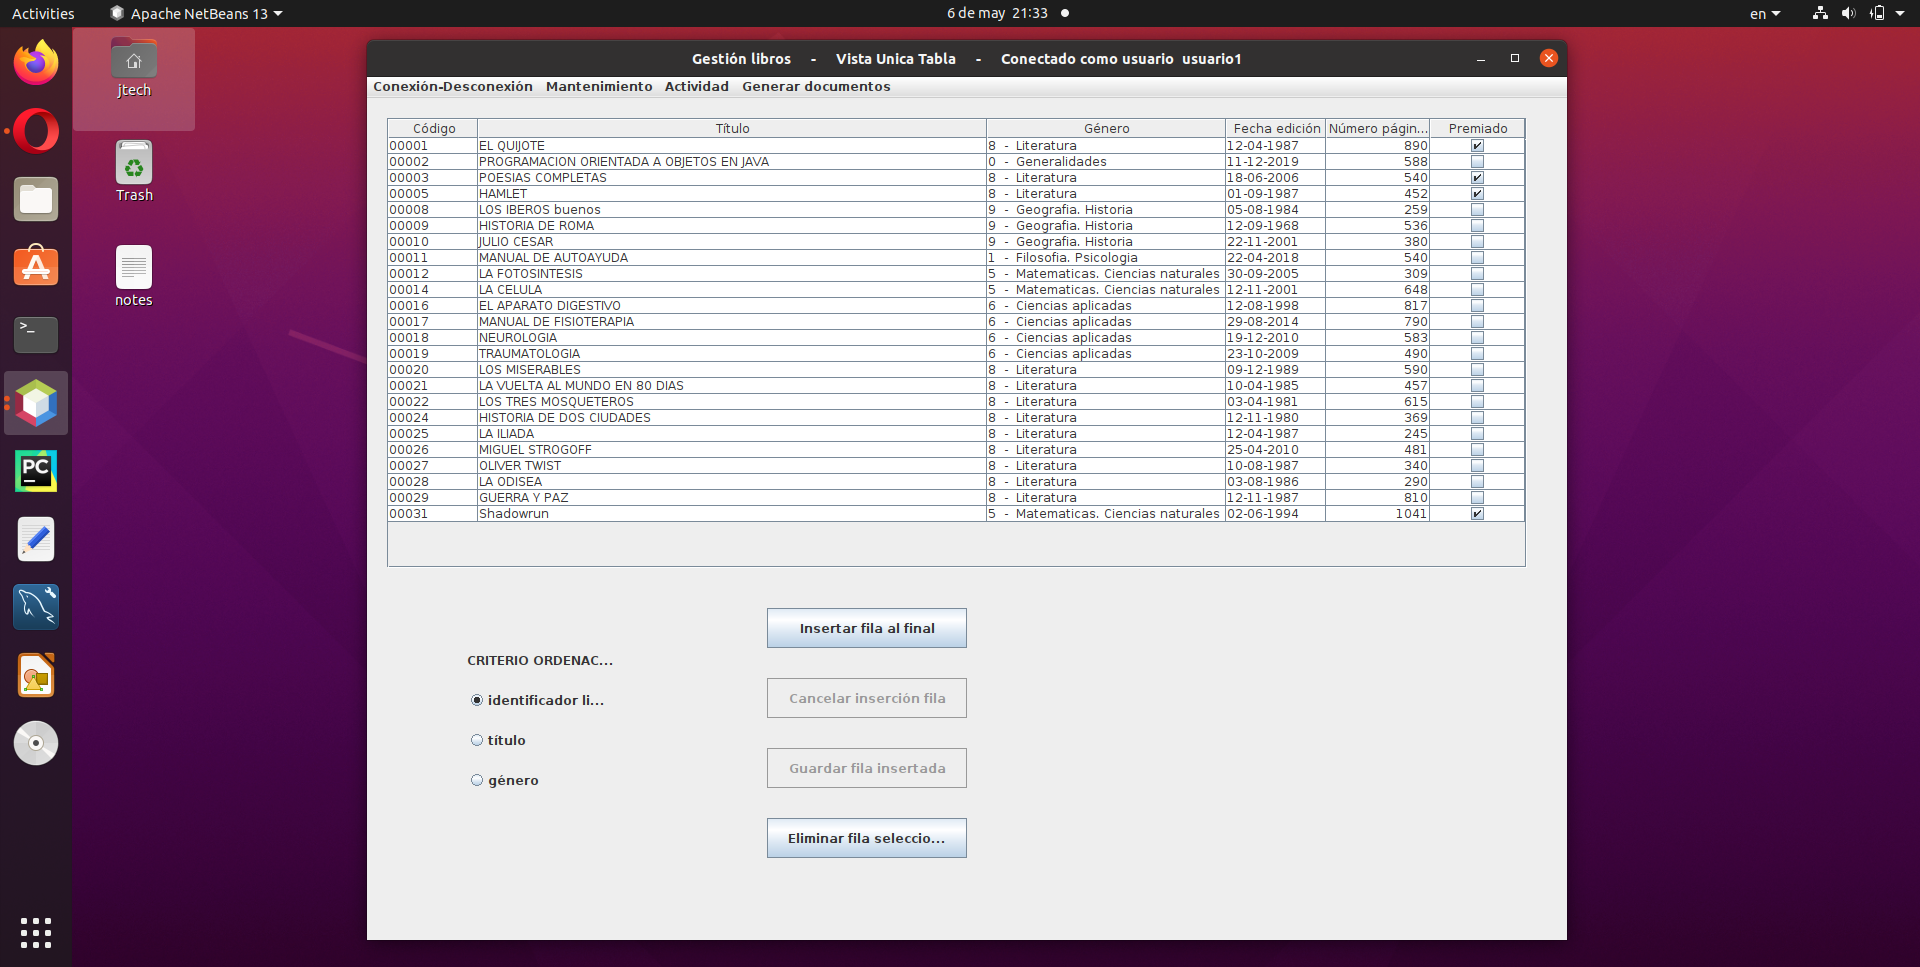 Activities Apache NetBeans 13 6 de may 21:33 en
jtech
Trash
notes
>_
PC
Gestión libros - Vista Unica Tabla - Conectado como usuario usuario1
Conexión-Desconexión Mantenimiento Actividad Generar documentos
Código Título Género Fecha edición Número págin... Premiado
00001 EL QUIJOTE 8 - Literatura 12-04-1987 890
00002 PROGRAMACION ORIENTADA A OBJETOS EN JAVA 0 - Generalidades 11-12-2019 588
00003 POESIAS COMPLETAS 8 - Literatura 18-06-2006 540
00005 HAMLET 8 - Literatura 01-09-1987 452
00008 LOS IBEROS buenos 9 - Geografia. Historia 05-08-1984 259
00009 HISTORIA DE ROMA 9 - Geografia. Historia 12-09-1968 536
00010 JULIO CESAR 9 - Geografia. Historia 22-11-2001 380
00011 MANUAL DE AUTOAYUDA 1 - Filosofia. Psicologia 22-04-2018 540
00012 LA FOTOSINTESIS 5 - Matematicas. Ciencias naturales 30-09-2005 309
00014 LA CELULA 5 - Matematicas. Ciencias naturales 12-11-2001 648
00016 EL APARATO DIGESTIVO 6 - Ciencias aplicadas 12-08-1998 817
00017 MANUAL DE FISIOTERAPIA 6 - Ciencias aplicadas 29-08-2014 790
00018 NEUROLOGIA 6 - Ciencias aplicadas 19-12-2010 583
00019 TRAUMATOLOGIA 6 - Ciencias aplicadas 23-10-2009 490
00020 LOS MISERABLES 8 - Literatura 09-12-1989 590
00021 LA VUELTA AL MUNDO EN 80 DIAS 8 - Literatura 10-04-1985 457
00022 LOS TRES MOSQUETEROS 8 - Literatura 03-04-1981 615
00024 HISTORIA DE DOS CIUDADES 8 - Literatura 12-11-1980 369
00025 LA ILIADA 8 - Literatura 12-04-1987 245
00026 MIGUEL STROGOFF 8 - Literatura 25-04-2010 481
00027 OLIVER TWIST 8 - Literatura 10-08-1987 340
00028 LA ODISEA 8 - Literatura 03-08-1986 290
00029 GUERRA Y PAZ 8 - Literatura 12-11-1987 810
00031 Shadowrun 5 - Matematicas. Ciencias naturales 02-06-1994 1041
CRITERIO ORDENAC...
identificador li...
título
género
Insertar fila al final
Cancelar inserción fila
Guardar fila insertada
Eliminar fila seleccio...